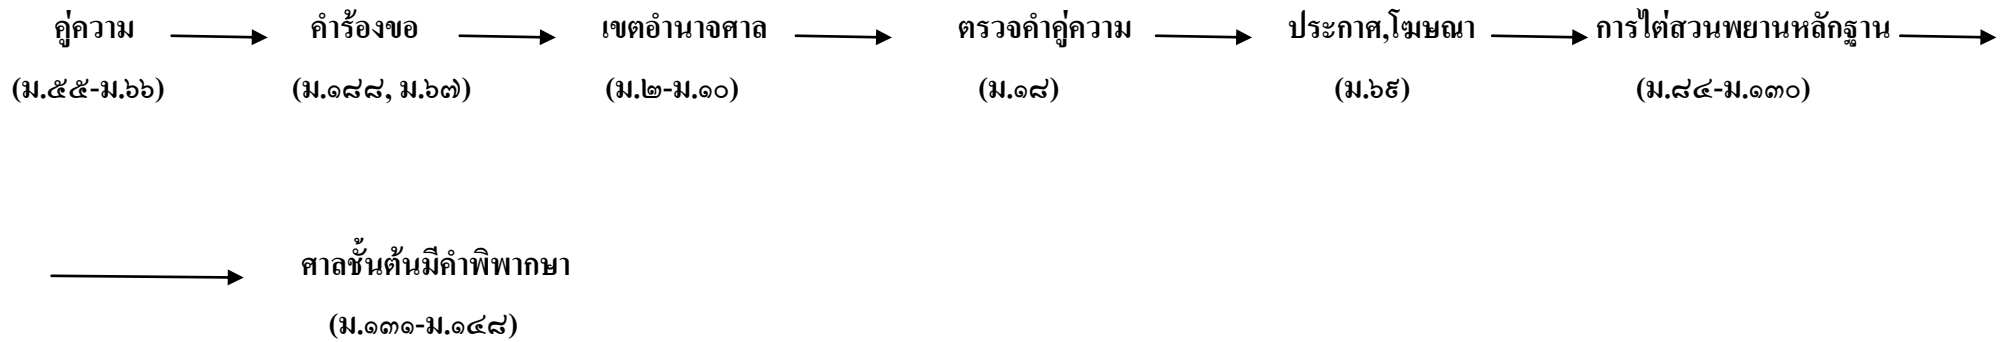 คู่ความ คำร้องขอ เขตอำนาจศาล ตรวจคำคู่ความ ประกาศ,โฆษณา การไต่สวนพยานหลักฐาน
(ม.๕๕-ม.๖๖) (ม.๑๘๘, ม.๖๗) (ม.๒-ม.๑๐) (ม.๑๘) (ม.๖๙) (ม.๘๔-ม.๑๓๐)
ศาลชั้นต้นมีคำพิพากษา
(ม.๑๓๑-ม.๑๔๘)